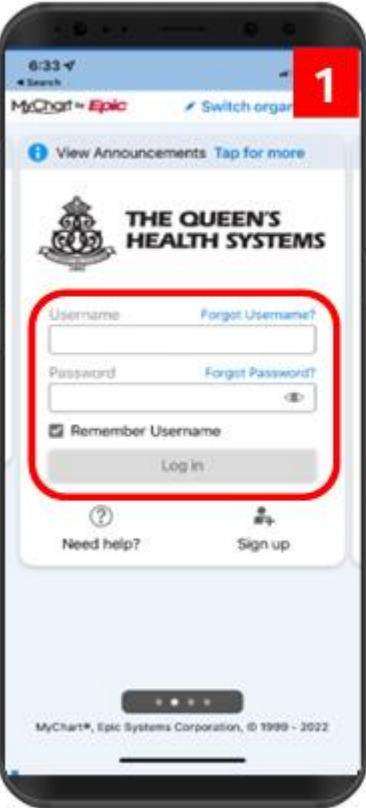 6:33
1
◀ Search
MyChart by Epic
Switch organ
View Announcements Tap for more
THE QUEEN'S
HEALTH SYSTEMS
Username Forgot Username?
Password Forgot Password?
Remember Username
Log in
Need help? Sign up
MyChart®, Epic Systems Corporation, © 1999 - 2022